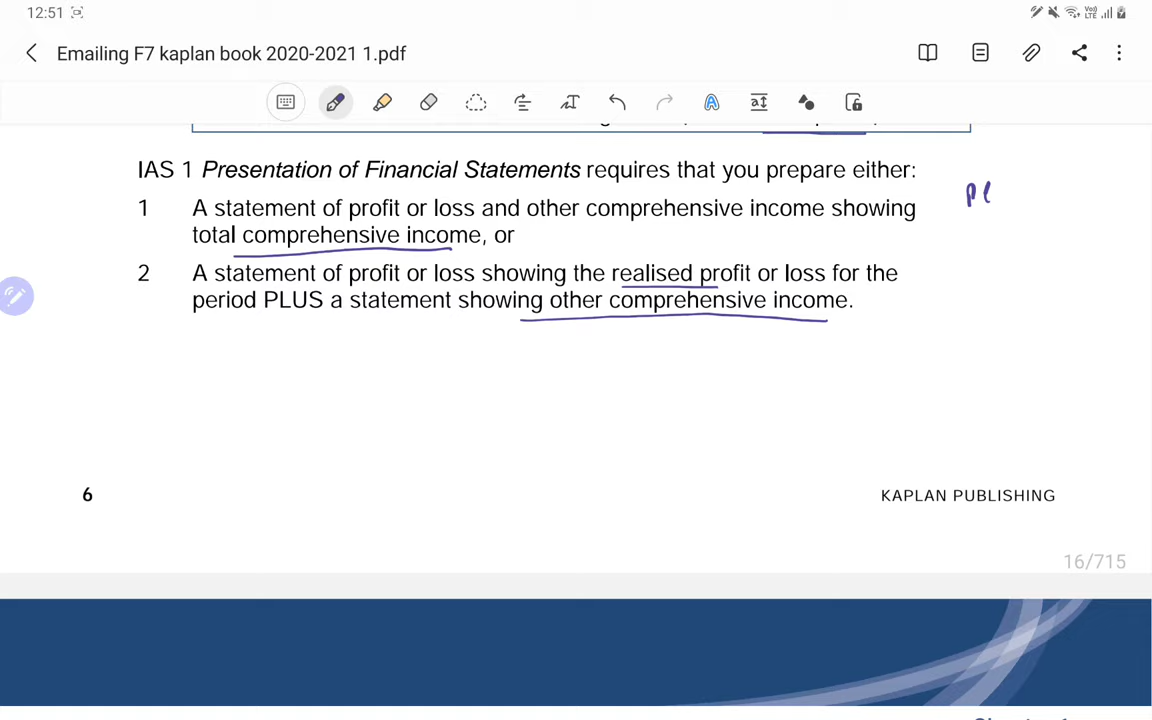 12:51
Emailing F7 kaplan book 2020-2021 1.pdf
IAS 1 Presentation of Financial Statements requires that you prepare either:
1 A statement of profit or loss and other comprehensive income showing
total comprehensive income, or
2 A statement of profit or loss showing the realised profit or loss for the
period PLUS a statement showing other comprehensive income.
Pl
6 KAPLAN PUBLISHING
16/715